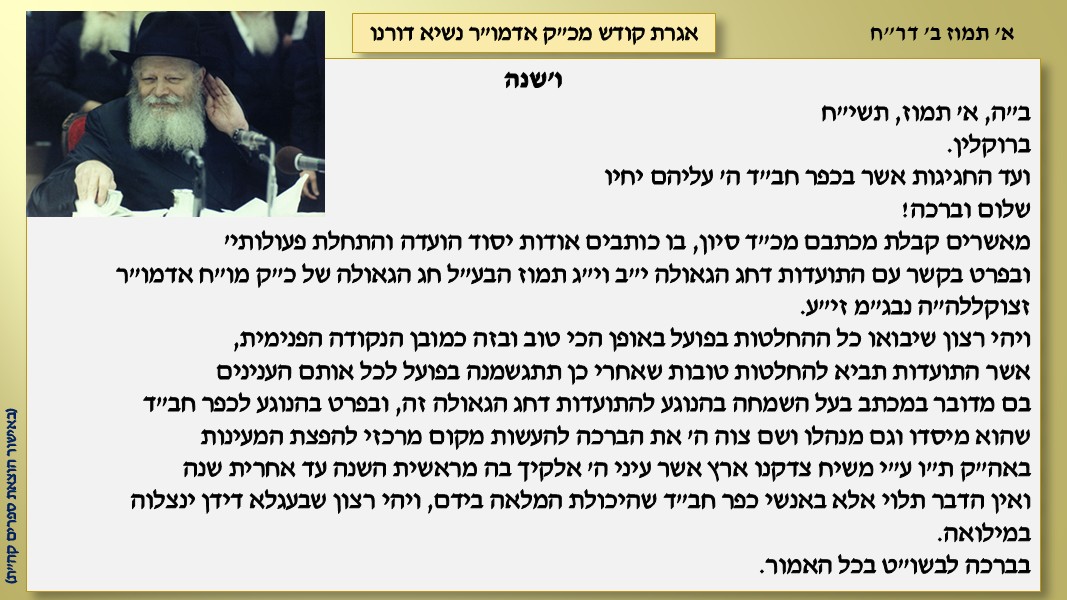 א׳ תמוז ב׳ דר״ח
אגרת קודש מכ״ק אדמו״ר נשיא דורנו
ו׳שנה
ב״ה, א׳ תמוז, תשי״ח
ברוקלין.
ועד החגיגות אשר בכפר חב״ד ה׳ עליהם יחיו
שלום וברכה!
מאשרים קבלת מכתבם מכ״ד סיון, בו כותבים אודות יסוד הועדה והתחלת פעולותי׳
ובפרט בקשר עם התועדות דחג הגאולה י״ב וי״ג תמוז הבע״ל חג הגאולה של כ״ק מו״ח אדמו״ר
זצוקללה״ה נבג״מ זי״ע.
ויהי רצון שיבואו כל ההחלטות בפועל באופן הכי טוב ובזה כמובן הנקודה הפנימית,
אשר התועדות תביא להחלטות טובות שאחרי כן תתגשמנה בפועל לכל אותם הענינים
בם מדובר במכתב בעל השמחה בהנוגע להתועדות דחג הגאולה זה, ובפרט בהנוגע לכפר חב״ד
שהוא מיסדו וגם מנהלו ושם צוה ה׳ את הברכה להעשות מקום מרכזי להפצת המעינות
באה״ק ת״ו ע״י משיח צדקנו ארץ אשר עיני ה׳ אלקיך בה מראשית השנה עד אחרית שנה
ואין הדבר תלוי אלא באנשי כפר חב״ד שהיכולת המלאה בידם, ויהי רצון שבעגלא דידן ינצלוה
במילואה.
בברכה לבשו״ט בכל האמור.
(באישור הוצאת ספרים קה״ת)